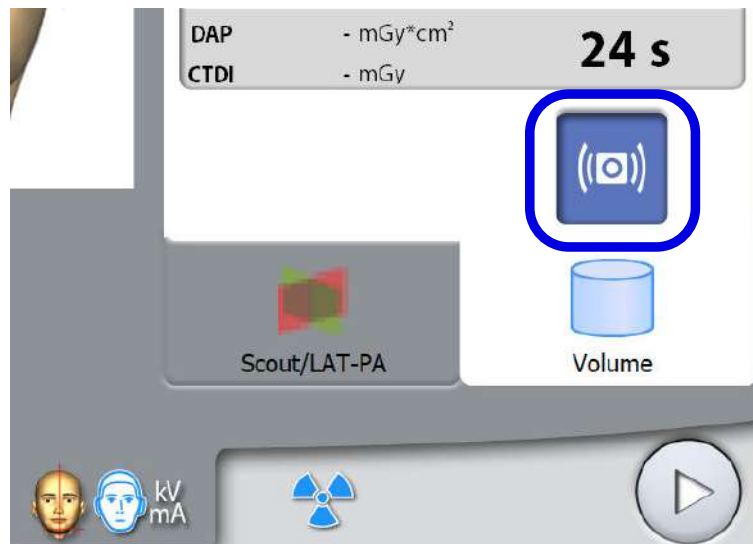 DAP - mGy*cm²
24 s
CTDI - mGy
Scout/LAT-PA
Volume
kV
mA